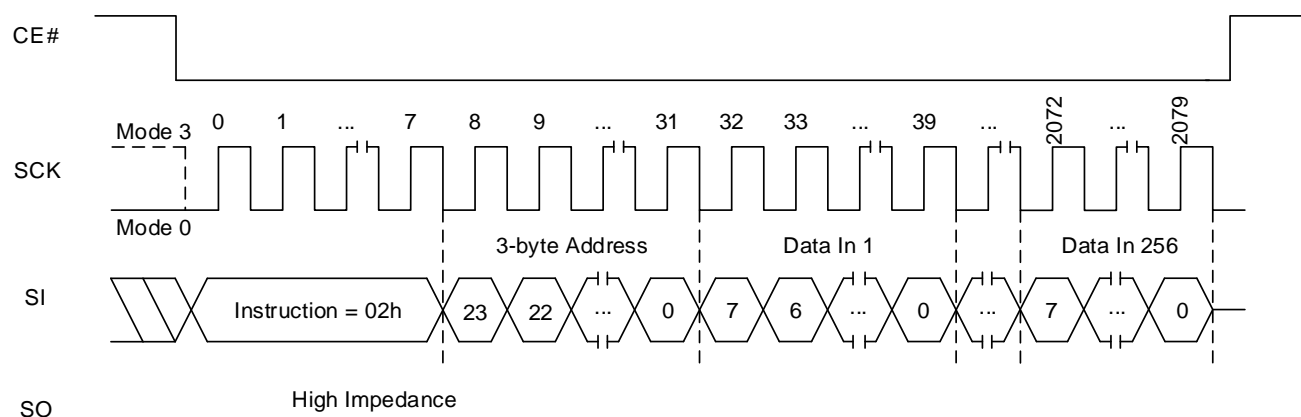 CE#
Mode 3 0 1 ... 7 8 9 ... 31 32 33 ... 39 ... 2072 ... 2079
SCK
Mode 0
3-byte Address Data In 1 Data In 256
SI Instruction = 02h 23 22 ... 0 7 6 ... 0 ... 7 ... 0
High Impedance
SO